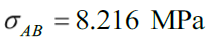 σ_AB = 8.216 MPa